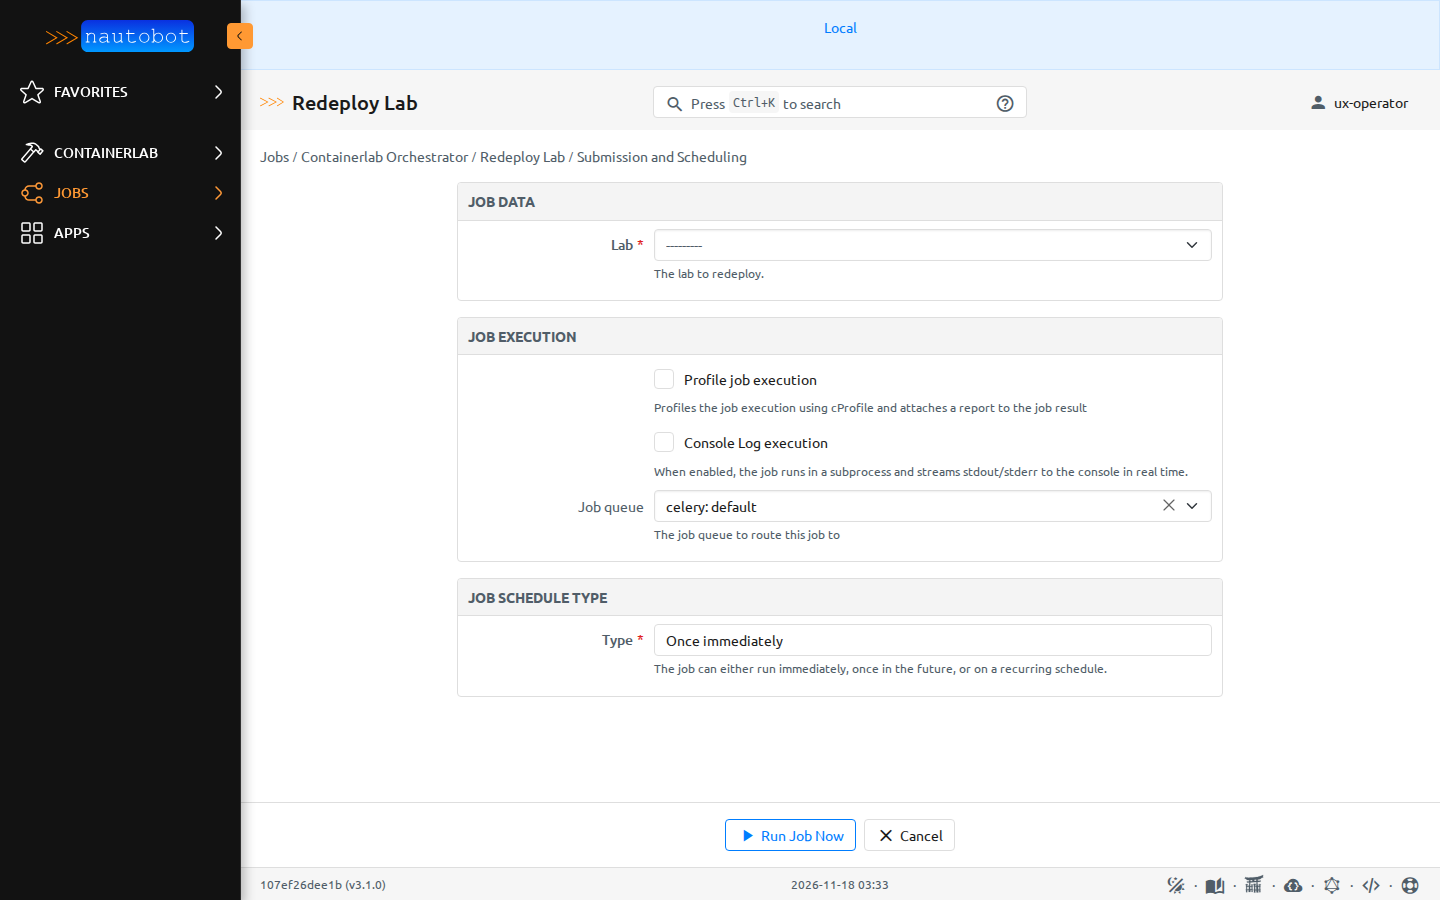 nautobot
Local
FAVORITES
Redeploy Lab
Press Ctrl+K to search
ux-operator
CONTAINERLAB
JOBS
APPS
Jobs / Containerlab Orchestrator / Redeploy Lab / Submission and Scheduling
JOB DATA
Lab *
---------
The lab to redeploy.
JOB EXECUTION
Profile job execution
Profiles the job execution using cProfile and attaches a report to the job result
Console Log execution
When enabled, the job runs in a subprocess and streams stdout/stderr to the console in real time.
Job queue
celery: default
The job queue to route this job to
JOB SCHEDULE TYPE
Type *
Once immediately
The job can either run immediately, once in the future, or on a recurring schedule.
Run Job Now
Cancel
107ef26dee1b (v3.1.0)
2026-11-18 03:33